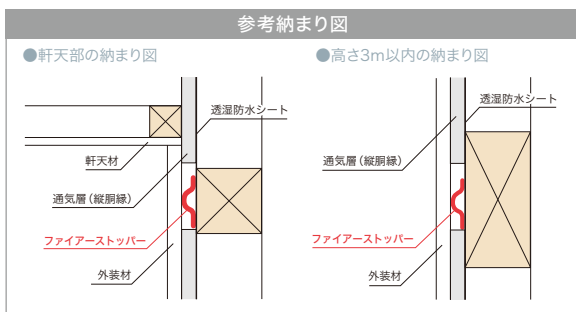 参考納まり図
●軒天部の納まり図
透湿防水シート
軒天材
通気層(縦胴縁)
ファイアーストッパー
外装材
●高さ3m以内の納まり図
透湿防水シート
通気層(縦胴縁)
ファイアーストッパー
外装材